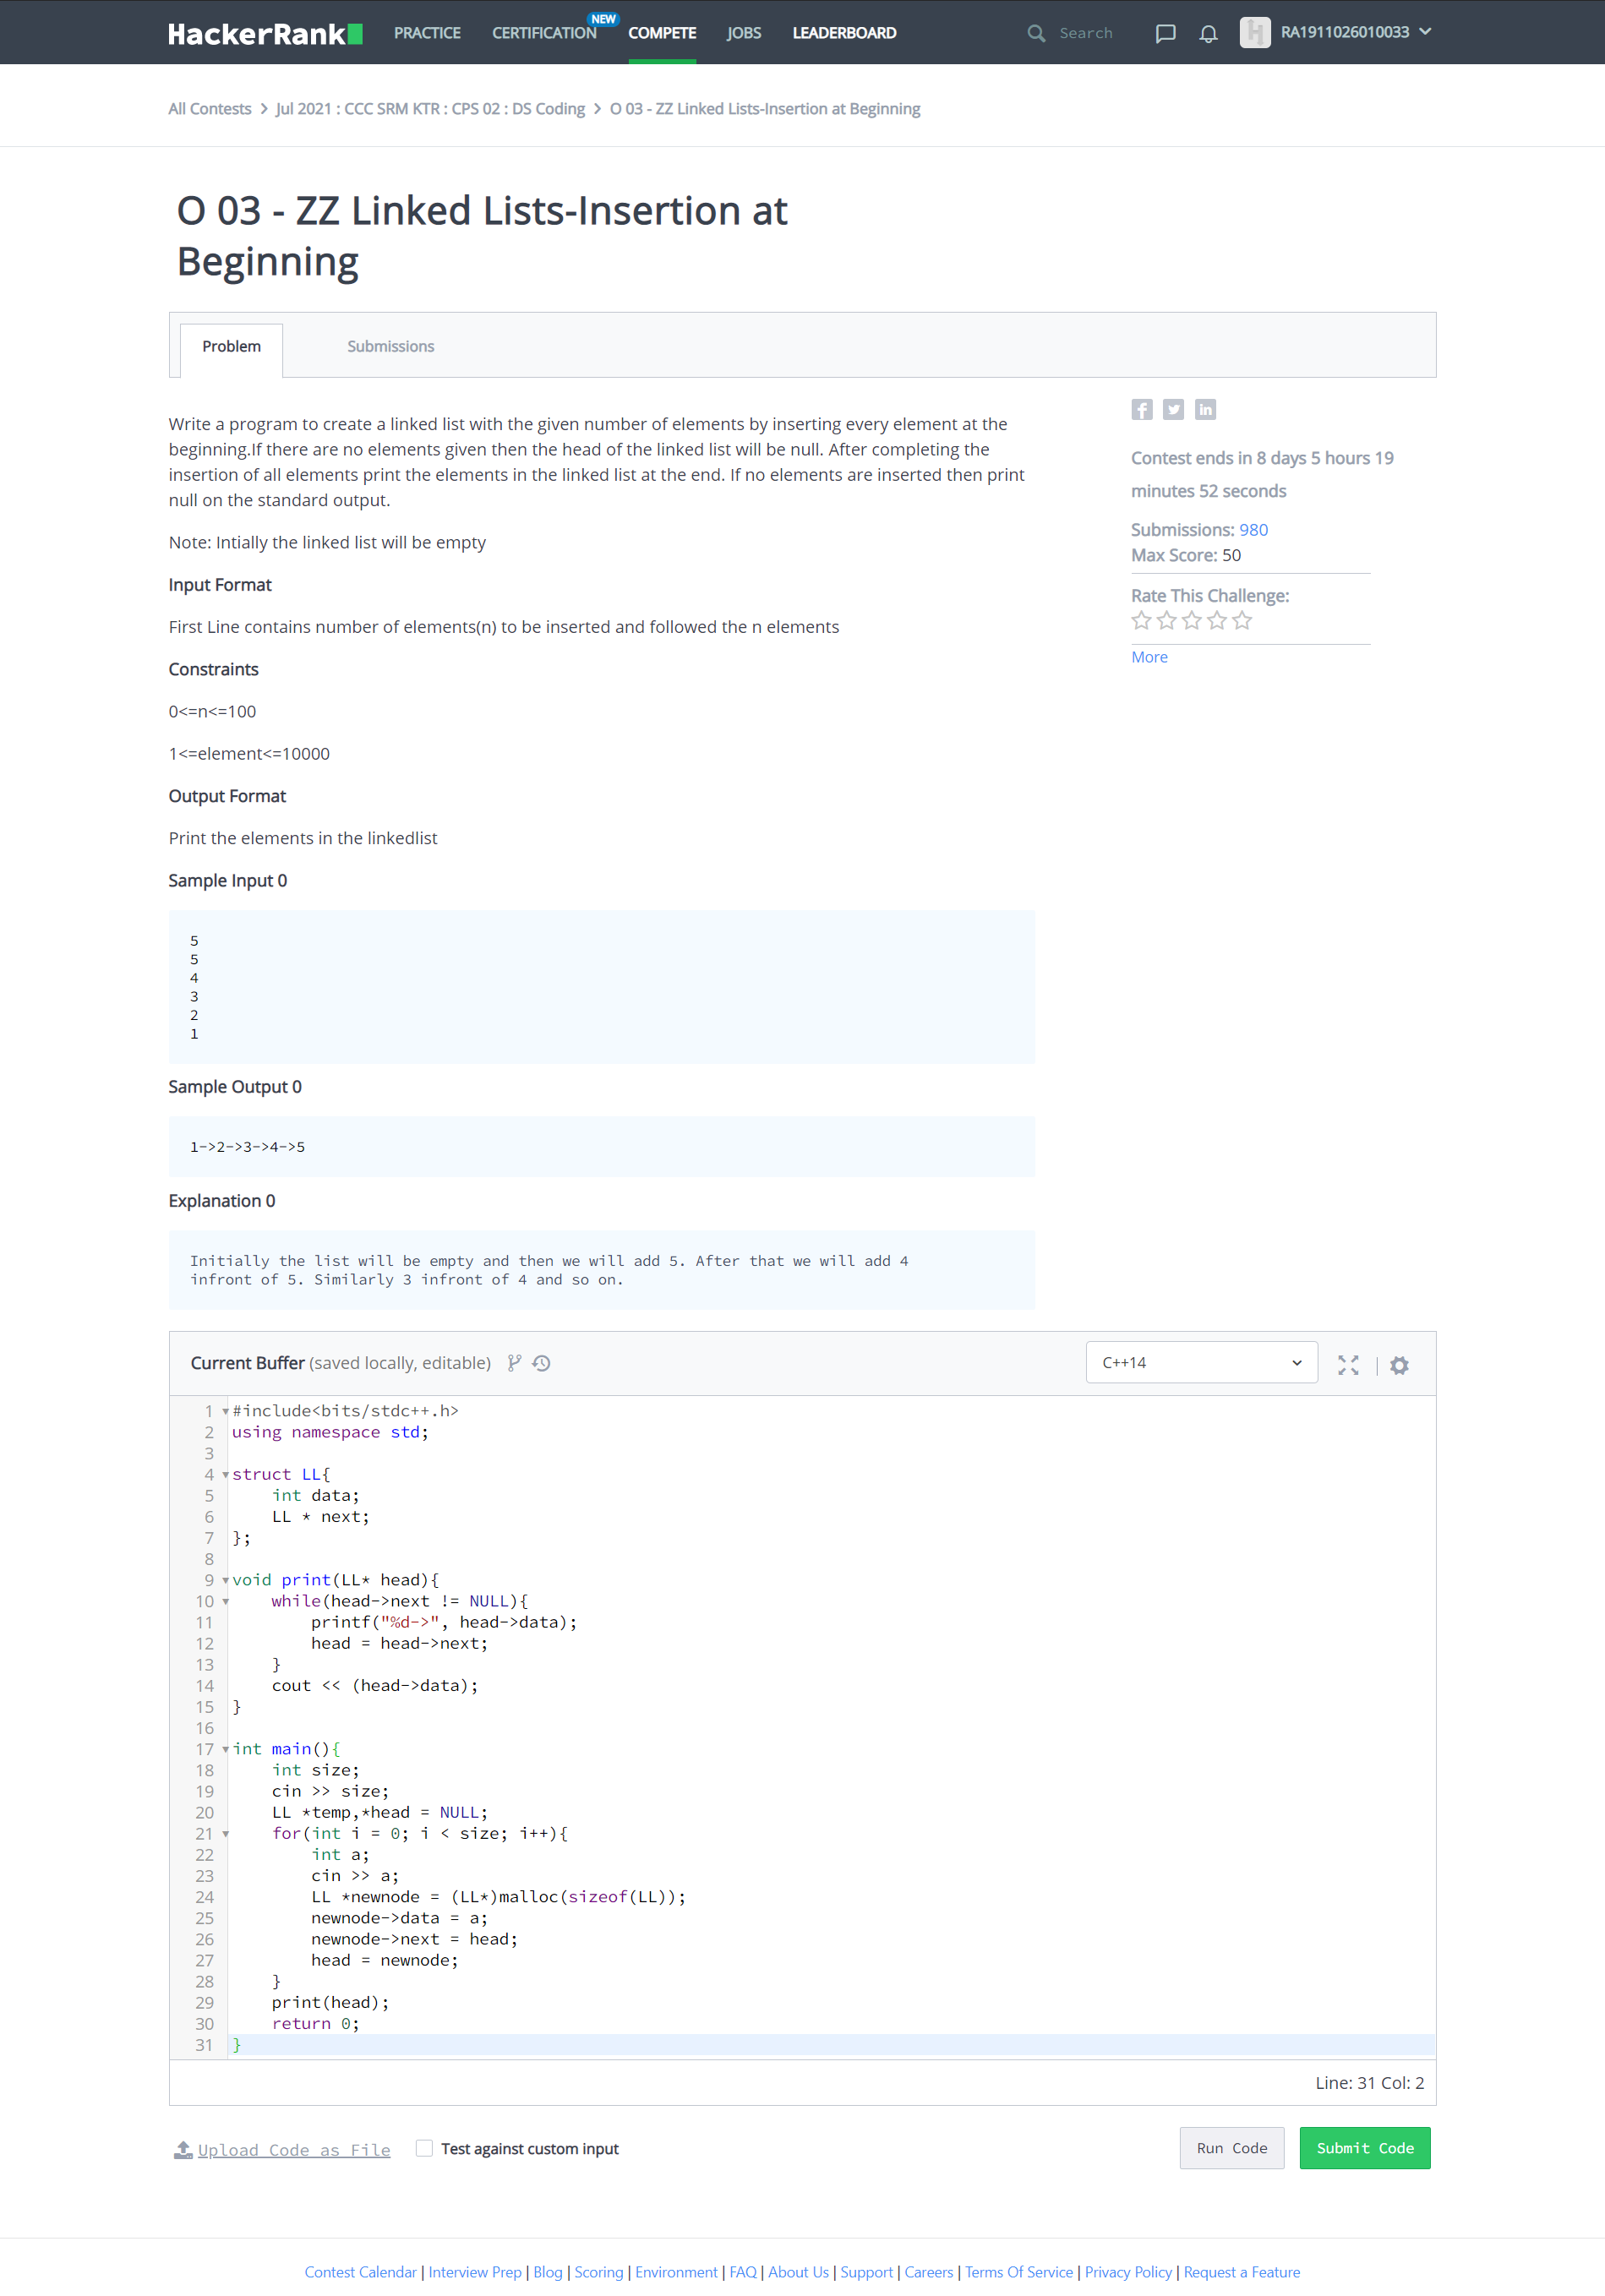 HackerRank PRACTICE CERTIFICATION NEW COMPETE JOBS LEADERBOARD Search RA1911026010033
All Contests > Jul 2021 : CCC SRM KTR : CPS 02 : DS Coding > O 03 - ZZ Linked Lists-Insertion at Beginning
O 03 - ZZ Linked Lists-Insertion at
Beginning
Problem Submissions
Write a program to create a linked list with the given number of elements by inserting every element at the
beginning.If there are no elements given then the head of the linked list will be null. After completing the
insertion of all elements print the elements in the linked list at the end. If no elements are inserted then print
null on the standard output.
Note: Intially the linked list will be empty
Input Format
First Line contains number of elements(n) to be inserted and followed the n elements
Constraints
0<=n<=100
1<=element<=10000
Output Format
Print the elements in the linkedlist
Sample Input 0
5
5
4
3
2
1
Sample Output 0
1->2->3->4->5
Explanation 0
Initially the list will be empty and then we will add 5. After that we will add 4
infront of 5. Similarly 3 infront of 4 and so on.
Contest ends in 8 days 5 hours 19
minutes 52 seconds
Submissions: 980
Max Score: 50
Rate This Challenge:
More
Current Buffer (saved locally, editable) C++14
1 #include<bits/stdc++.h>
2 using namespace std;
3
4 struct LL{
5     int data;
6     LL * next;
7 };
8
9 void print(LL* head){
10     while(head->next != NULL){
11         printf("%d->", head->data);
12         head = head->next;
13     }
14     cout << (head->data);
15 }
16
17 int main(){
18     int size;
19     cin >> size;
20     LL *temp,*head = NULL;
21     for(int i = 0; i < size; i++){
22         int a;
23         cin >> a;
24         LL *newnode = (LL*)malloc(sizeof(LL));
25         newnode->data = a;
26         newnode->next = head;
27         head = newnode;
28     }
29     print(head);
30     return 0;
31 }
Line: 31 Col: 2
Upload Code as File Test against custom input Run Code Submit Code
Contest Calendar | Interview Prep | Blog | Scoring | Environment | FAQ | About Us | Support | Careers | Terms Of Service | Privacy Policy | Request a Feature